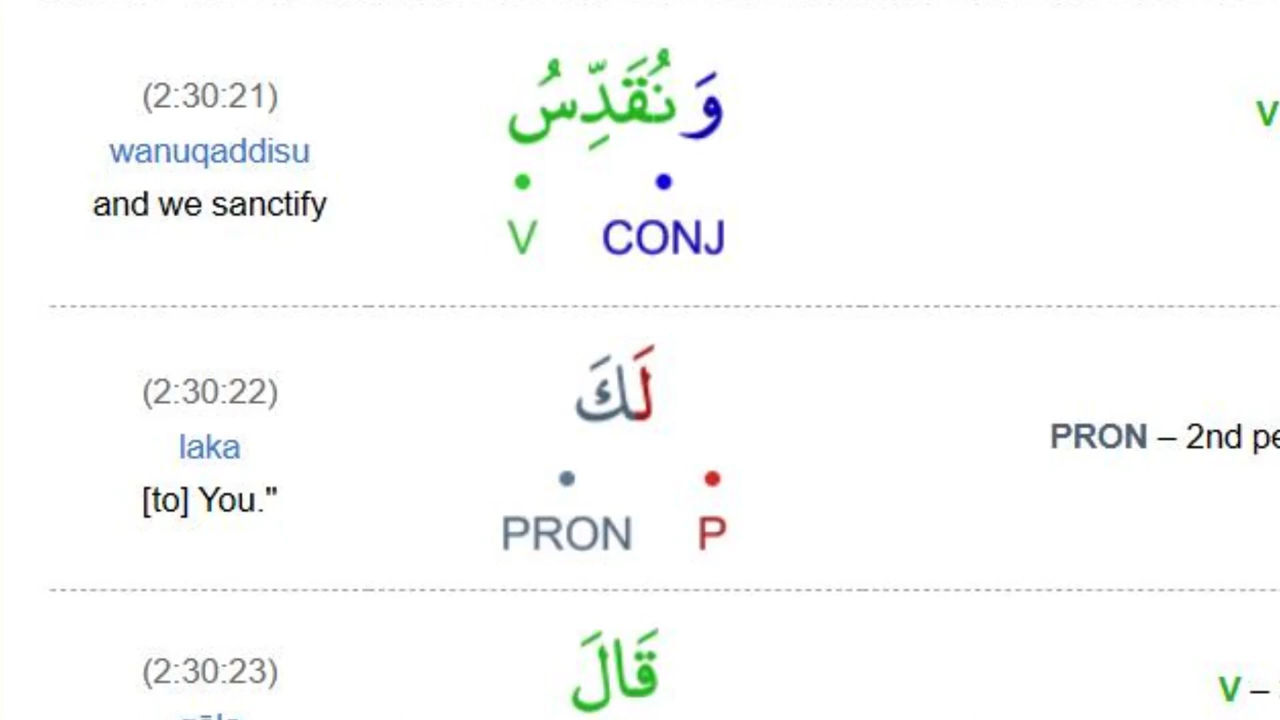 (2:30:21)
wanuqaddisu
and we sanctify
وَنُقَدِّسُ
V CONJ
V
(2:30:22)
laka
[to] You."
لَكَ
PRON P
PRON – 2nd pe
(2:30:23)
قَالَ
V –